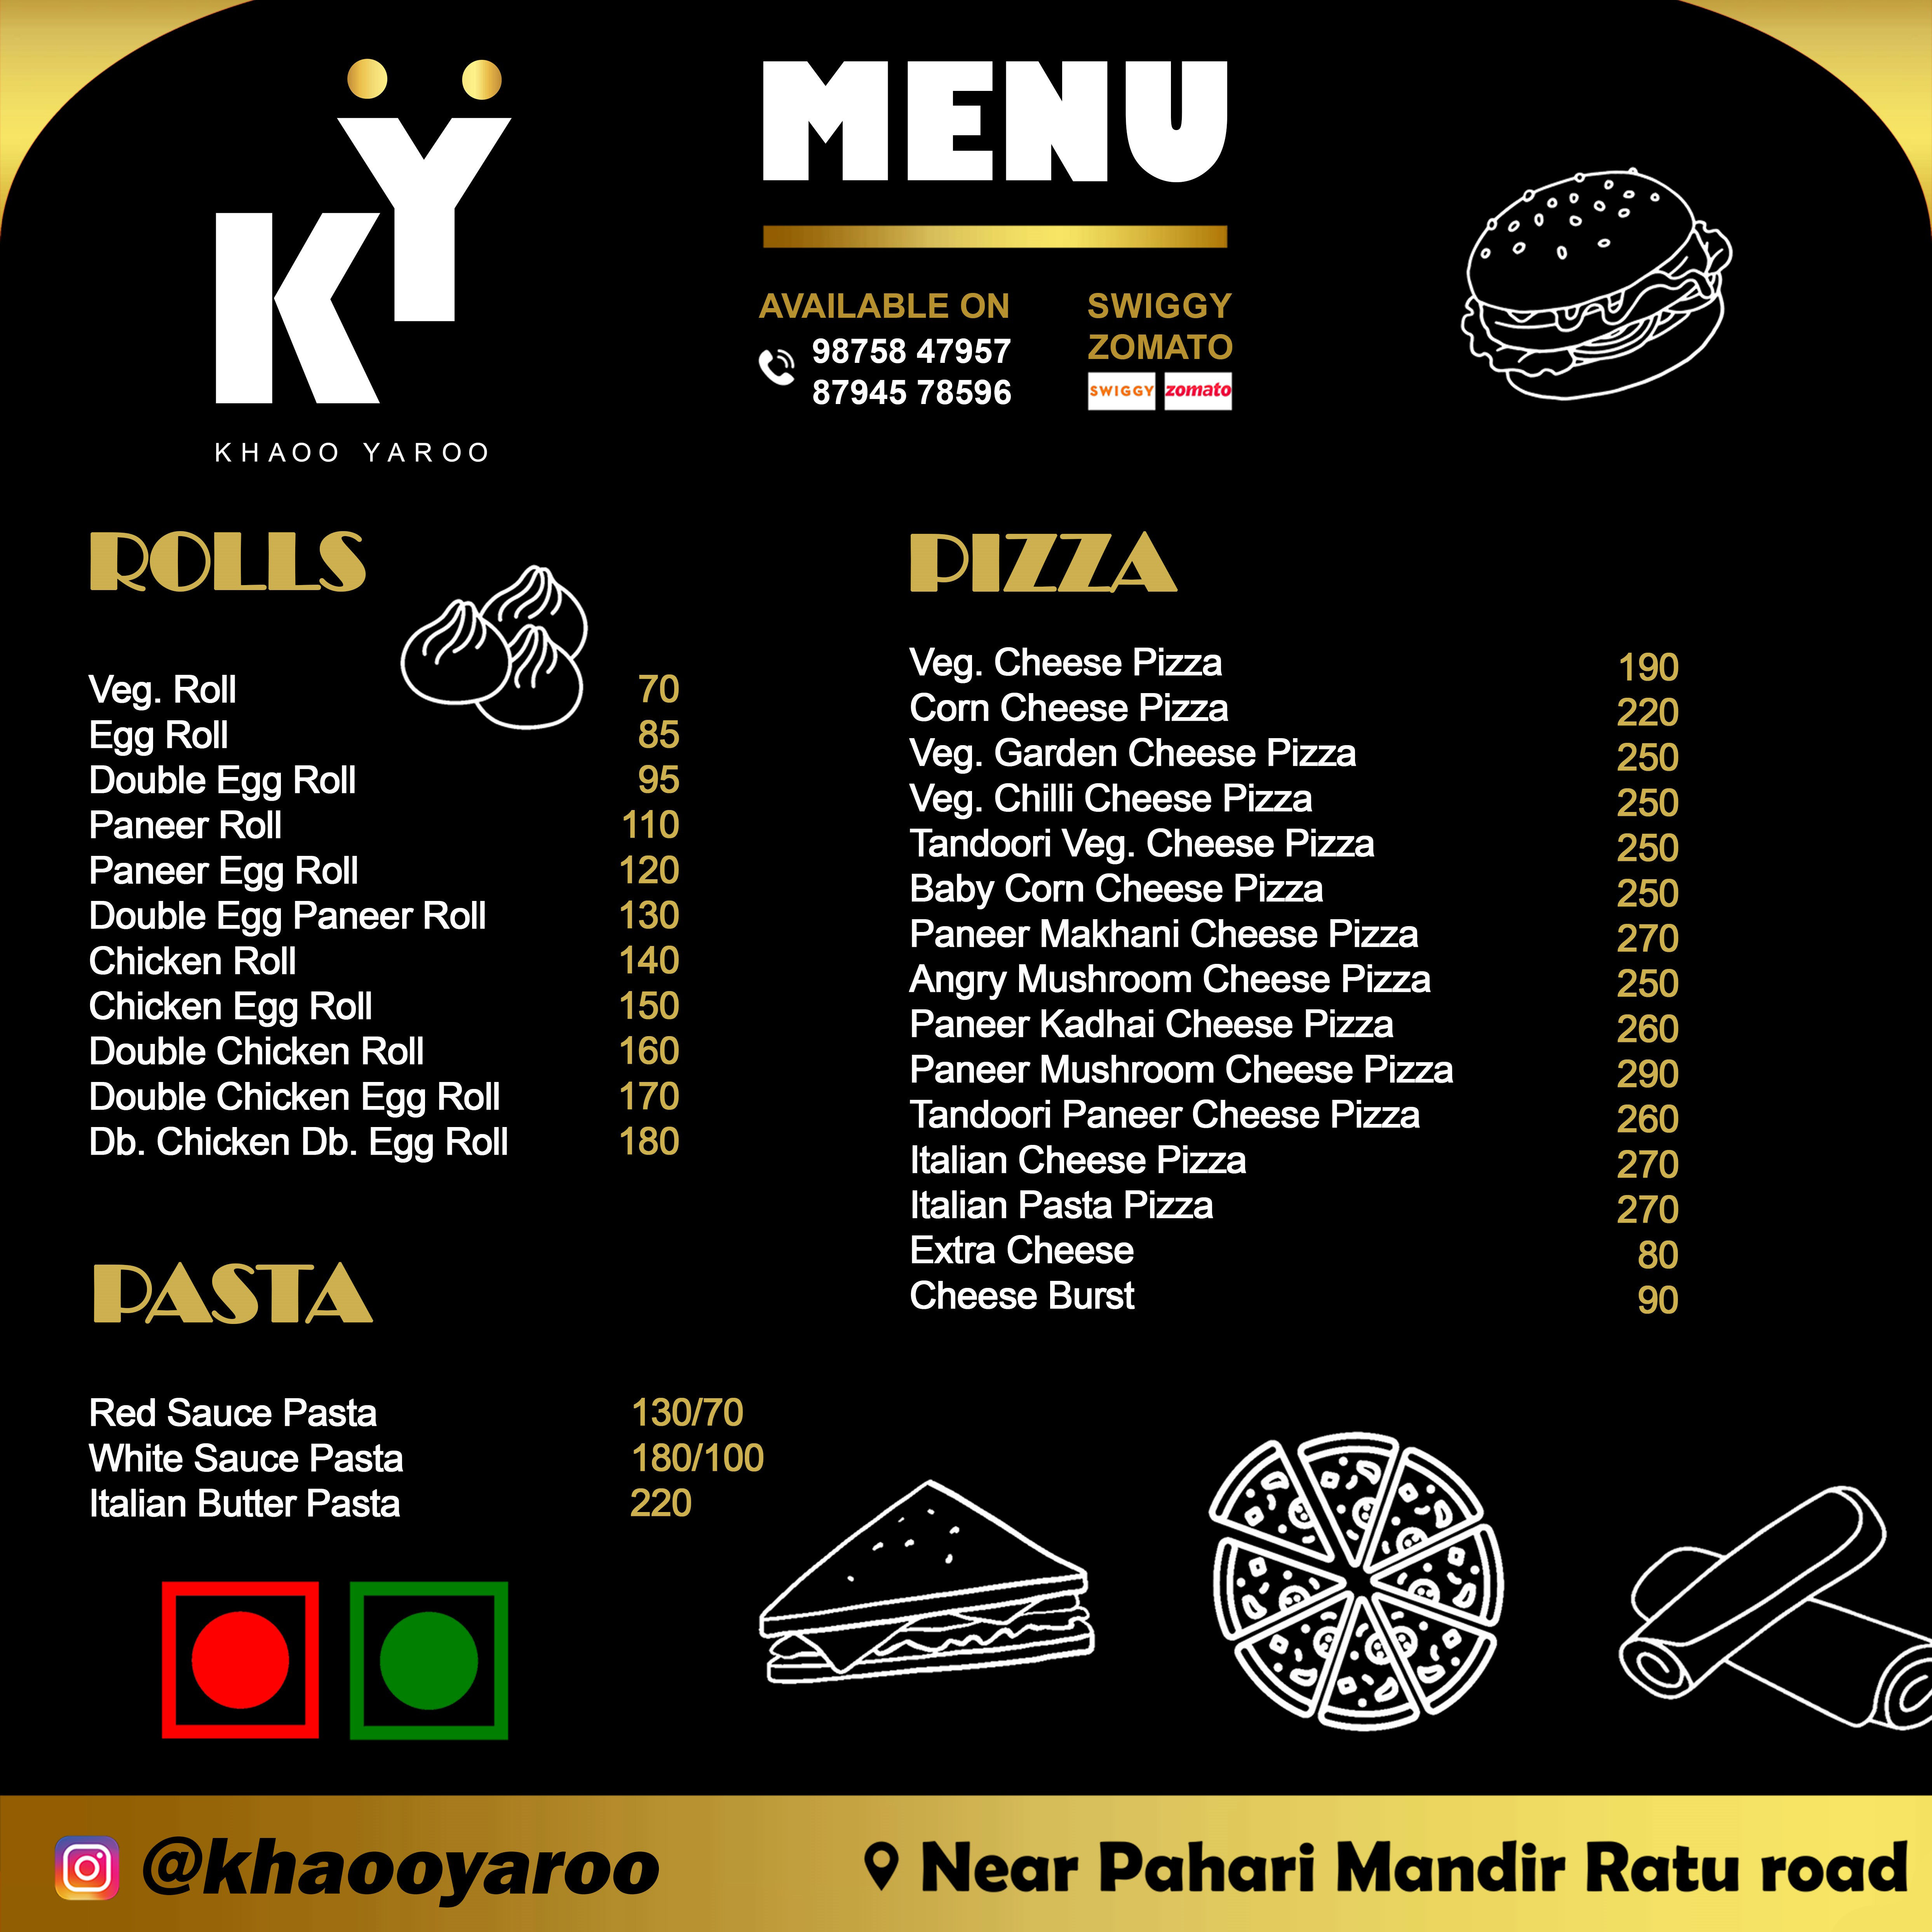 KY
KHAOO YAROO
MENU
AVAILABLE ON
98758 47957
87945 78596
SWIGGY
ZOMATO
SWIGGY zomato
ROLLS
Veg. Roll 70
Egg Roll 85
Double Egg Roll 95
Paneer Roll 110
Paneer Egg Roll 120
Double Egg Paneer Roll 130
Chicken Roll 140
Chicken Egg Roll 150
Double Chicken Roll 160
Double Chicken Egg Roll 170
Db. Chicken Db. Egg Roll 180
PASTA
Red Sauce Pasta 130/70
White Sauce Pasta 180/100
Italian Butter Pasta 220
PIZZA
Veg. Cheese Pizza 190
Corn Cheese Pizza 220
Veg. Garden Cheese Pizza 250
Veg. Chilli Cheese Pizza 250
Tandoori Veg. Cheese Pizza 250
Baby Corn Cheese Pizza 250
Paneer Makhani Cheese Pizza 270
Angry Mushroom Cheese Pizza 250
Paneer Kadhai Cheese Pizza 260
Paneer Mushroom Cheese Pizza 290
Tandoori Paneer Cheese Pizza 260
Italian Cheese Pizza 270
Italian Pasta Pizza 270
Extra Cheese 80
Cheese Burst 90
@khaooyaroo
Near Pahari Mandir Ratu road